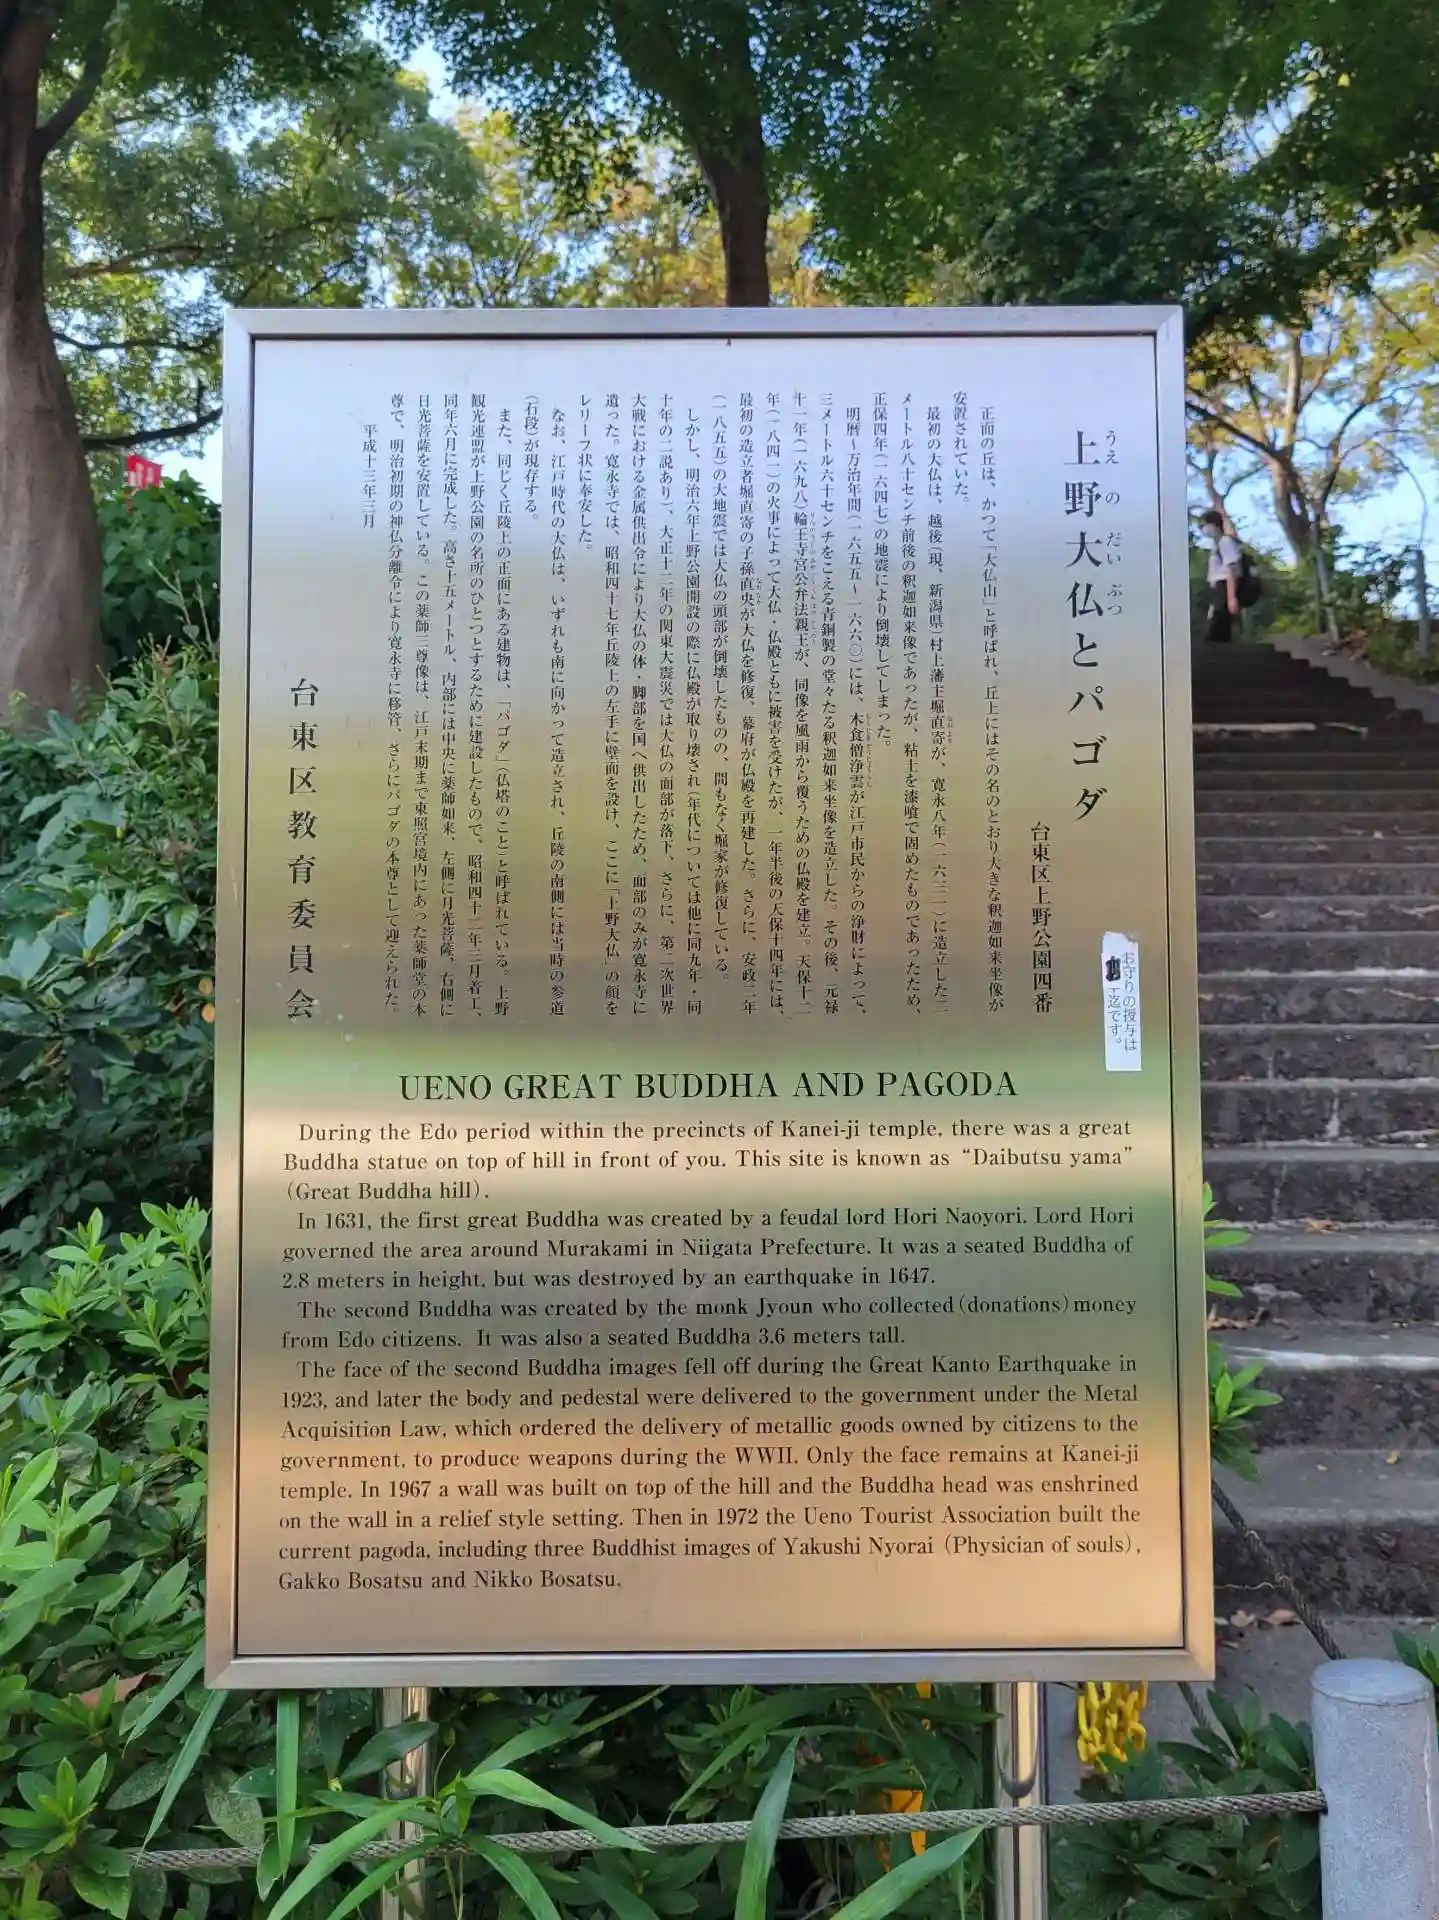 上野大仏とパゴダ
うえ の だい ぶつ
台東区上野公園四番
正面の丘は、かつて「大仏山」と呼ばれ、丘上にはその名のとおり大きな釈迦如来坐像が
安置されていた。
最初の大仏は、越後(現、新潟県)村上藩主堀直寄が、寛永八年(一六三一)に造立した二
メートル八十センチ前後の釈迦如来像であったが、粘土を漆喰で固めたものであったため、
正保四年(一六四七)の地震により倒壊してしまった。
明暦~万治年間(一六五五~一六六〇)には、木食僧浄雲が江戸市民からの浄財によって、
三メートル六十センチをこえる青銅製の堂々たる釈迦如来坐像を造立した。その後、元禄
十一年(一六九八)輪王寺宮公弁法親王が、同像を風雨から覆うための仏殿を建立。天保十二
年(一八四一)の火事によって大仏・仏殿ともに被害を受けたが、一年半後の天保十四年には、
最初の造立者堀直寄の子孫直央が大仏を修復、幕府が仏殿を再建した。さらに、安政二年
(一八五五)の大地震では大仏の頭部が倒壊したものの、間もなく堀家が修復している。
しかし、明治六年上野公園開設の際に仏殿が取り壊され(年代については他に同九年・同
十年の二説あり)、大正十二年の関東大震災では大仏の面部が落下、さらに、第二次世界
大戦における金属供出令により大仏の体・脚部を国へ供出したため、面部のみが寛永寺に
遺った。寛永寺では、昭和四十七年丘陵上の左手に壁面を設け、ここに「上野大仏」の顔を
レリーフ状に奉安した。
なお、江戸時代の大仏は、いずれも南に向かって造立され、丘陵の南側には当時の参道
(石段)が現存する。
また、同じく丘陵上の正面にある建物は、「パゴダ」(仏塔のこと)と呼ばれている。上野
観光連盟が上野公園の名所のひとつとするために建設したもので、昭和四十二年三月着工、
同年六月に完成した。高さ十五メートル、内部には中央に薬師如来、左側に月光菩薩、右側に
日光菩薩を安置している。この薬師三尊像は、江戸末期まで東照宮境内にあった薬師堂の本
尊で、明治初期の神仏分離令により寛永寺に移管、さらにパゴダの本尊として迎えられた。
平成十三年三月
台東区教育委員会
お守りの授与は
迄です。
UENO GREAT BUDDHA AND PAGODA
During the Edo period within the precincts of Kanei-ji temple, there was a great
Buddha statue on top of hill in front of you. This site is known as “Daibutsu yama”
(Great Buddha hill).
In 1631, the first great Buddha was created by a feudal lord Hori Naoyori. Lord Hori
governed the area around Murakami in Niigata Prefecture. It was a seated Buddha of
2.8 meters in height, but was destroyed by an earthquake in 1647.
The second Buddha was created by the monk Jyoun who collected (donations) money
from Edo citizens. It was also a seated Buddha 3.6 meters tall.
The face of the second Buddha images fell off during the Great Kanto Earthquake in
1923, and later the body and pedestal were delivered to the government under the Metal
Acquisition Law, which ordered the delivery of metallic goods owned by citizens to the
government, to produce weapons during the WWII. Only the face remains at Kanei-ji
temple. In 1967 a wall was built on top of the hill and the Buddha head was enshrined
on the wall in a relief style setting. Then in 1972 the Ueno Tourist Association built the
current pagoda, including three Buddhist images of Yakushi Nyorai (Physician of souls),
Gakko Bosatsu and Nikko Bosatsu.